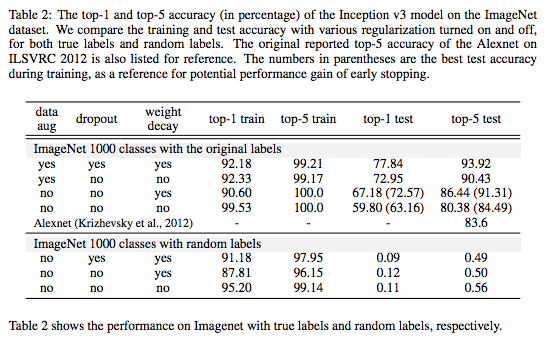 Table 2: The top-1 and top-5 accuracy (in percentage) of the Inception v3 model on the ImageNet
dataset. We compare the training and test accuracy with various regularization turned on and off,
for both true labels and random labels. The original reported top-5 accuracy of the Alexnet on
ILSVRC 2012 is also listed for reference. The numbers in parentheses are the best test accuracy
during training, as a reference for potential performance gain of early stopping.
data aug dropout weight decay top-1 train top-5 train top-1 test top-5 test
ImageNet 1000 classes with the original labels
yes yes yes 92.18 99.21 77.84 93.92
yes no no 92.33 99.17 72.95 90.43
no no yes 90.60 100.0 67.18 (72.57) 86.44 (91.31)
no no no 99.53 100.0 59.80 (63.16) 80.38 (84.49)
Alexnet (Krizhevsky et al., 2012) - - - 83.6
ImageNet 1000 classes with random labels
no yes yes 91.18 97.95 0.09 0.49
no no yes 87.81 96.15 0.12 0.50
no no no 95.20 99.14 0.11 0.56
Table 2 shows the performance on Imagenet with true labels and random labels, respectively.